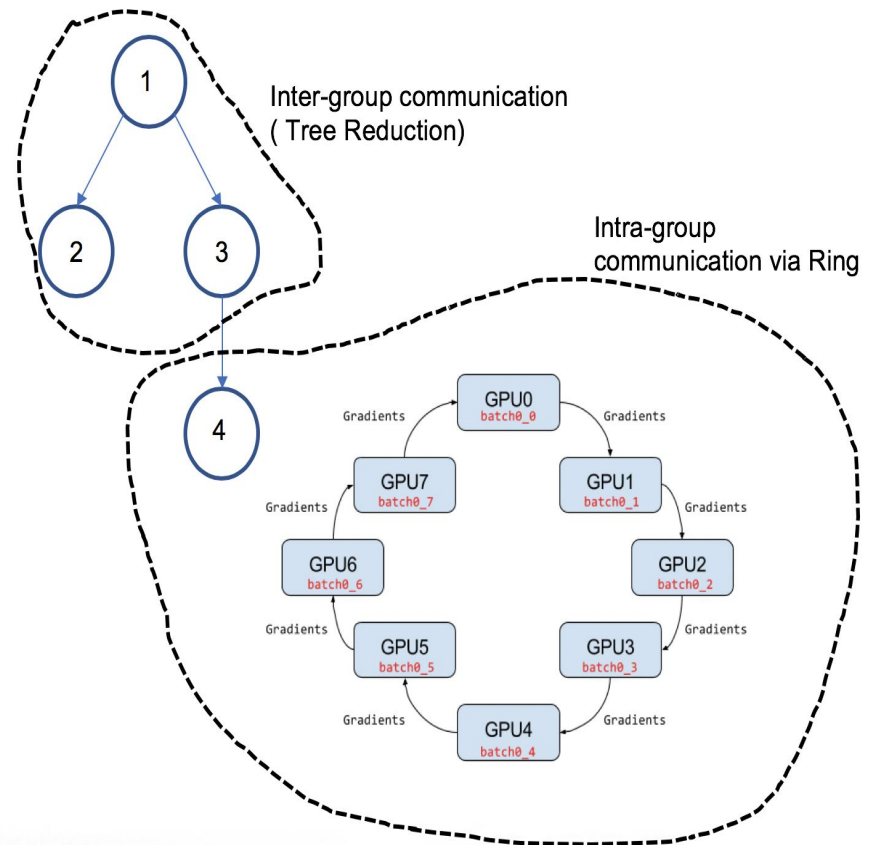 1
Inter-group communication
( Tree Reduction)
2
3
Intra-group
communication via Ring
4
GPU0
batch0_0
Gradients
Gradients
GPU7
batch0_7
GPU1
batch0_1
Gradients
Gradients
GPU6
batch0_6
GPU2
batch0_2
Gradients
Gradients
GPU5
batch0_5
GPU3
batch0_3
Gradients
Gradients
GPU4
batch0_4